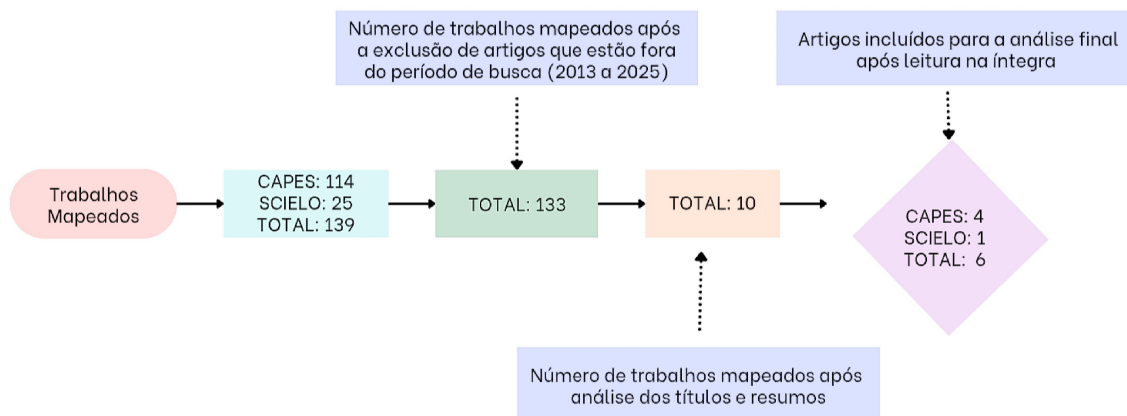 Número de trabalhos mapeados após
a exclusão de artigos que estão fora
do período de busca (2013 a 2025)
Artigos incluídos para a análise final
após leitura na íntegra
Trabalhos
Mapeados
CAPES: 114
SCIELO: 25
TOTAL: 139
TOTAL: 133
TOTAL: 10
CAPES: 4
SCIELO: 1
TOTAL: 6
Número de trabalhos mapeados após
análise dos títulos e resumos